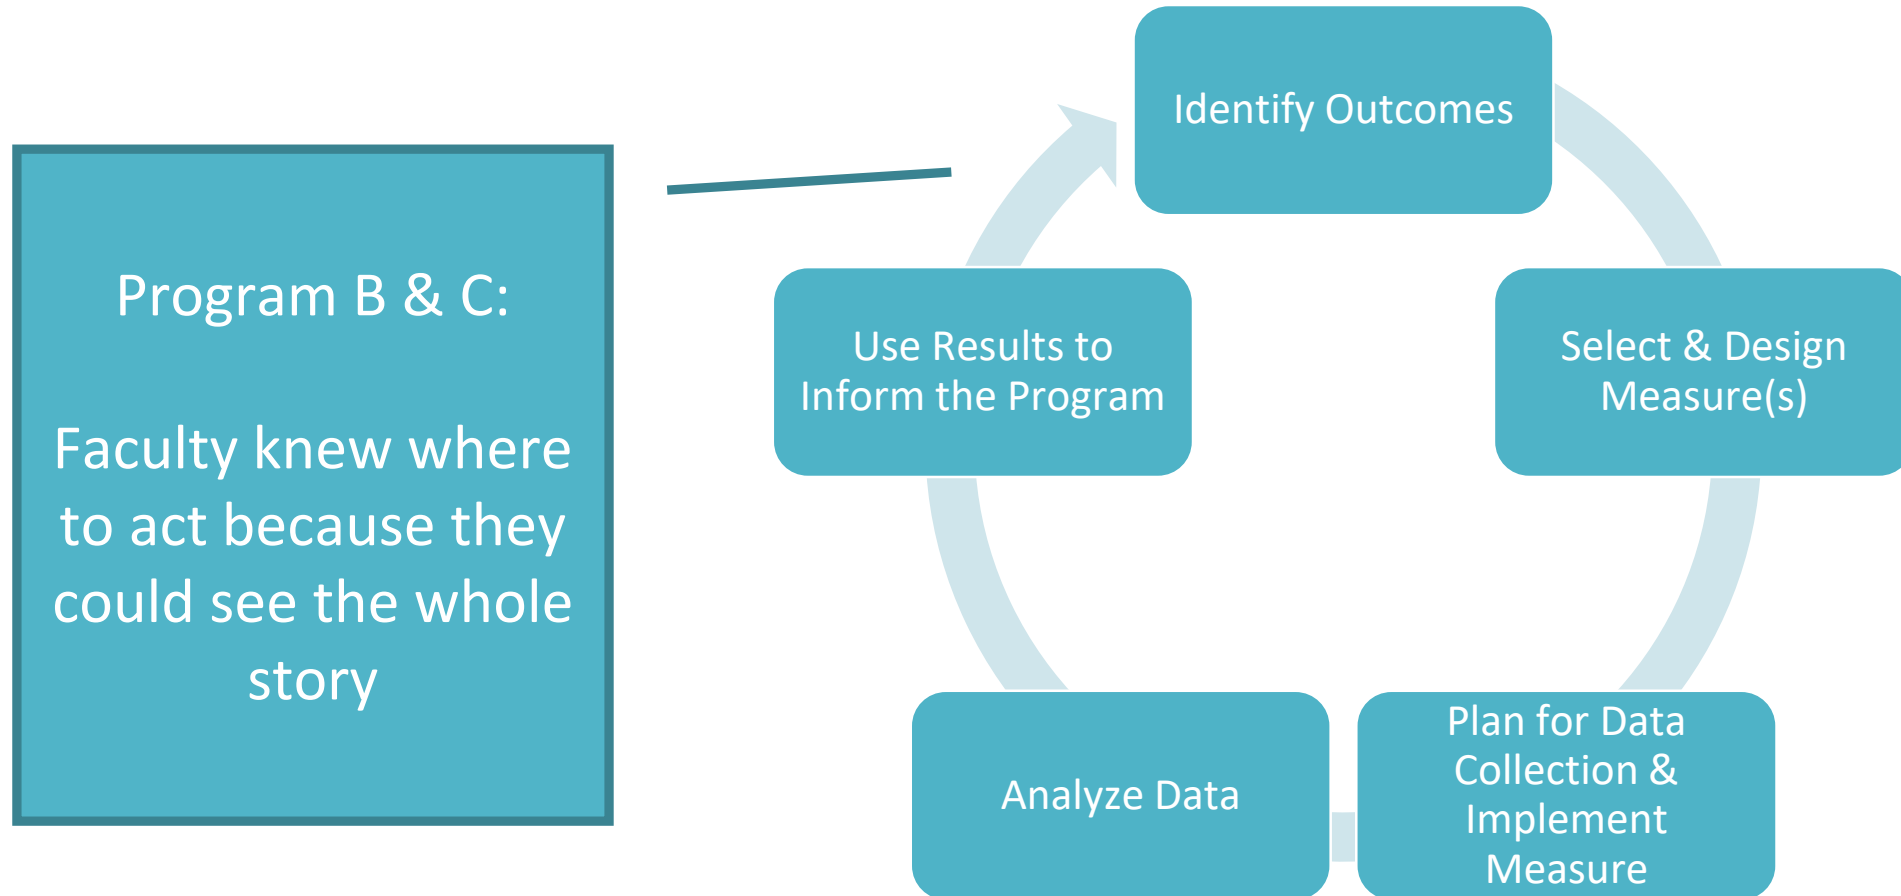 Program B & C:
Faculty knew where
to act because they
could see the whole
story
Identify Outcomes
Select & Design
Measure(s)
Plan for Data
Collection &
Implement
Measure
Analyze Data
Use Results to
Inform the Program